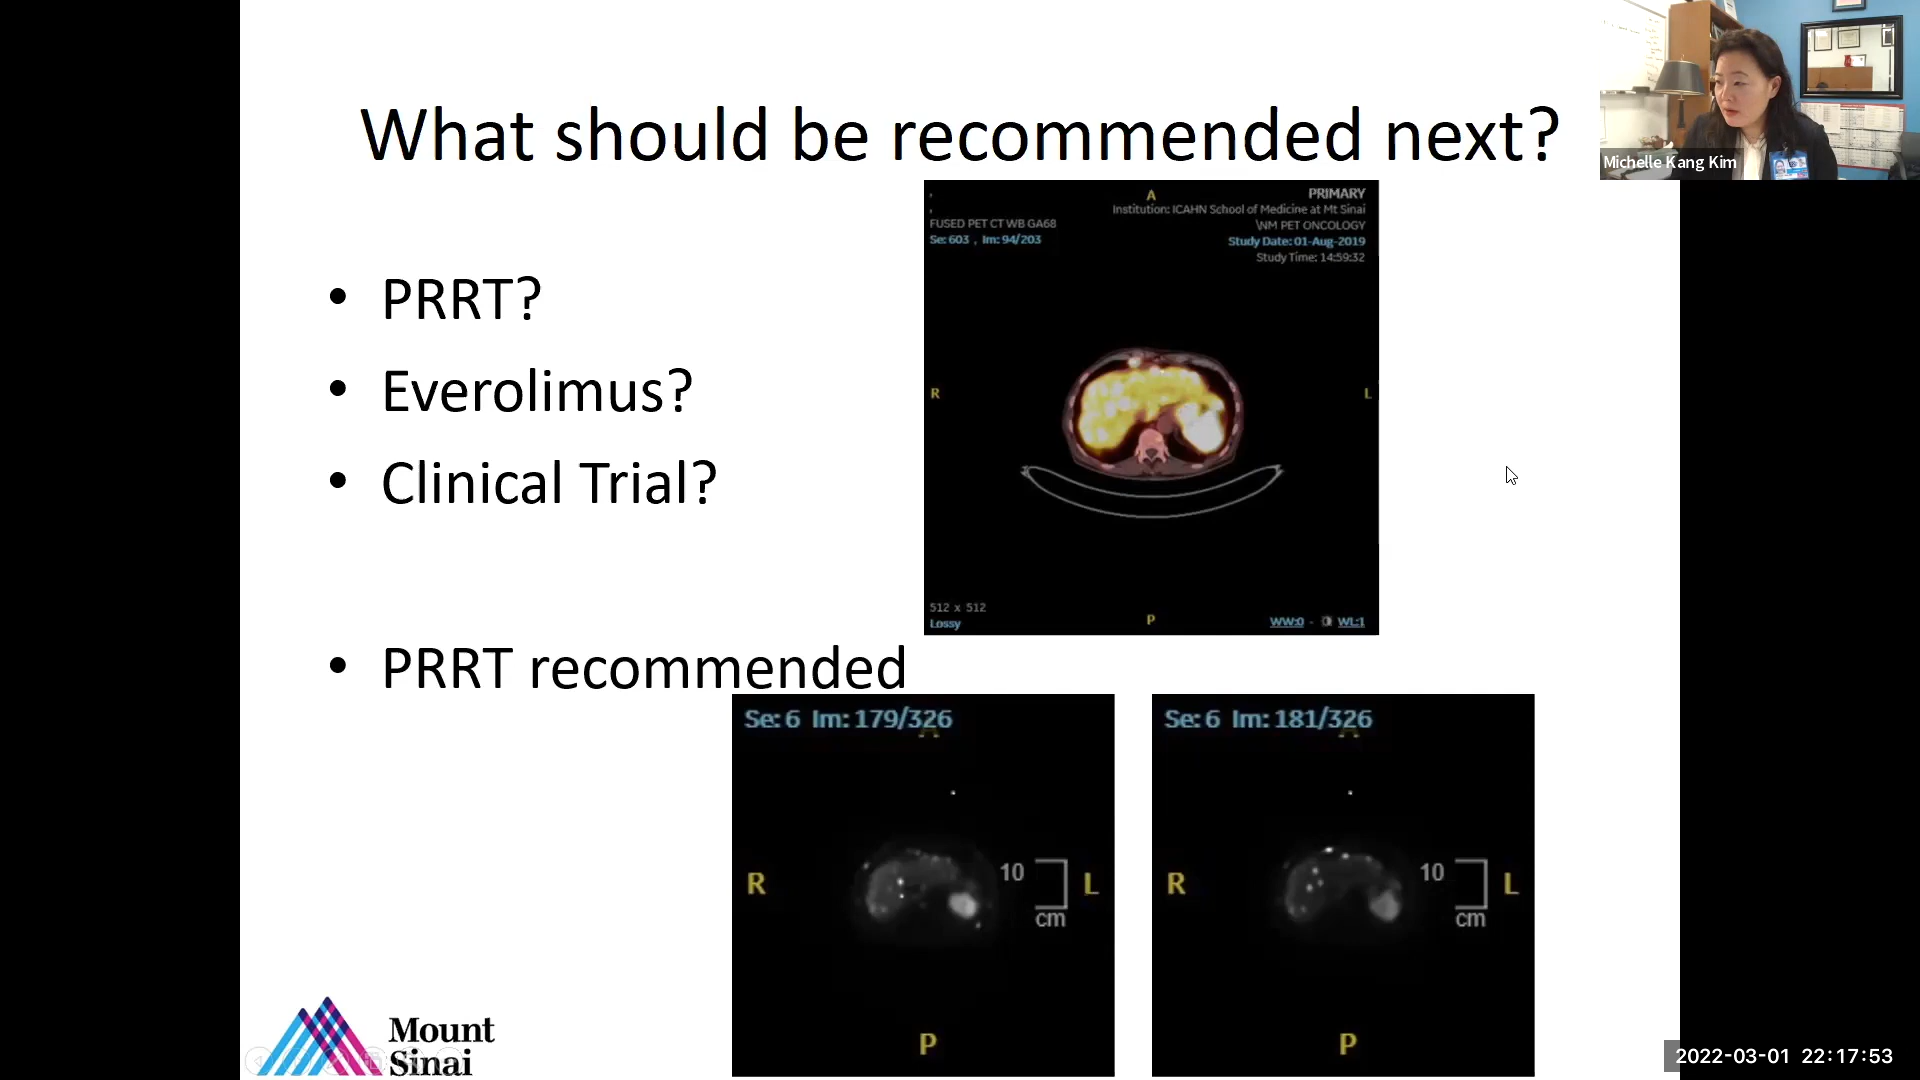 What should be recommended next?
Michelle Kang Kim
• PRRT?
• Everolimus?
• Clinical Trial?
• PRRT recommended
A
PRIMARY
Institution: ICAHN School of Medicine at Mt Sinai
FUSED PET CT WB GA68
\NM PET ONCOLOGY
Se: 603 , Im: 94/203
Study Date: 01-Aug-2019
Study Time: 14:59:32
R
L
512 x 512
Lossy
P
WW:0 - WL:1
Se: 6 Im: 179/326
A
R
10
L
cm
P
Se: 6 Im: 181/326
A
R
10
L
cm
P
Mount
Sinai
2022-03-01 22:17:53